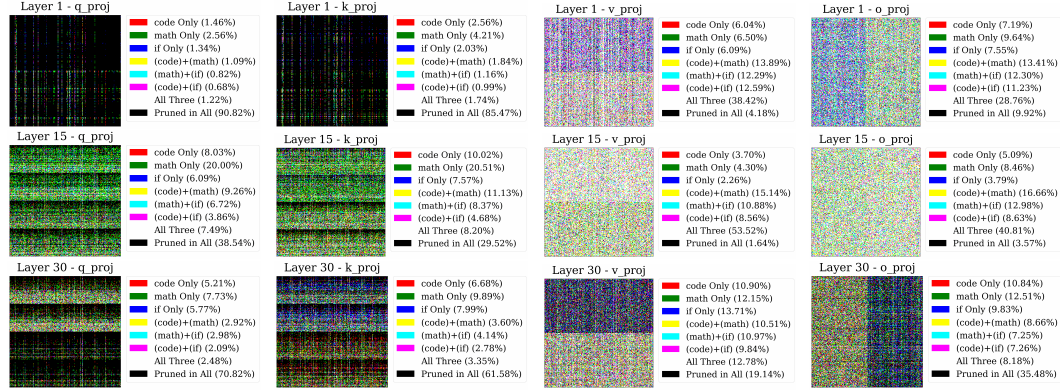 Layer 1 - q_proj
code Only (1.46%)
math Only (2.56%)
if Only (1.34%)
(code)+(math) (1.09%)
(math)+(if) (0.82%)
(code)+(if) (0.68%)
All Three (1.22%)
Pruned in All (90.82%)
Layer 1 - k_proj
code Only (2.56%)
math Only (4.21%)
if Only (2.03%)
(code)+(math) (1.84%)
(math)+(if) (1.16%)
(code)+(if) (0.99%)
All Three (1.74%)
Pruned in All (85.47%)
Layer 1 - v_proj
code Only (6.04%)
math Only (6.50%)
if Only (6.09%)
(code)+(math) (13.89%)
(math)+(if) (12.29%)
(code)+(if) (12.59%)
All Three (38.42%)
Pruned in All (4.18%)
Layer 1 - o_proj
code Only (7.19%)
math Only (9.64%)
if Only (7.55%)
(code)+(math) (13.41%)
(math)+(if) (12.30%)
(code)+(if) (11.23%)
All Three (28.76%)
Pruned in All (9.92%)
Layer 15 - q_proj
code Only (8.03%)
math Only (20.00%)
if Only (6.09%)
(code)+(math) (9.26%)
(math)+(if) (6.72%)
(code)+(if) (3.86%)
All Three (7.49%)
Pruned in All (38.54%)
Layer 15 - k_proj
code Only (10.02%)
math Only (20.51%)
if Only (7.57%)
(code)+(math) (11.13%)
(math)+(if) (8.37%)
(code)+(if) (4.68%)
All Three (8.20%)
Pruned in All (29.52%)
Layer 15 - v_proj
code Only (3.70%)
math Only (4.30%)
if Only (2.26%)
(code)+(math) (15.14%)
(math)+(if) (10.88%)
(code)+(if) (8.56%)
All Three (53.52%)
Pruned in All (1.64%)
Layer 15 - o_proj
code Only (5.09%)
math Only (8.46%)
if Only (3.79%)
(code)+(math) (16.66%)
(math)+(if) (12.98%)
(code)+(if) (8.63%)
All Three (40.81%)
Pruned in All (3.57%)
Layer 30 - q_proj
code Only (5.21%)
math Only (7.73%)
if Only (5.77%)
(code)+(math) (2.92%)
(math)+(if) (2.98%)
(code)+(if) (2.09%)
All Three (2.48%)
Pruned in All (70.82%)
Layer 30 - k_proj
code Only (6.68%)
math Only (9.89%)
if Only (7.99%)
(code)+(math) (3.60%)
(math)+(if) (4.14%)
(code)+(if) (2.78%)
All Three (3.35%)
Pruned in All (61.58%)
Layer 30 - v_proj
code Only (10.90%)
math Only (12.15%)
if Only (13.71%)
(code)+(math) (10.51%)
(math)+(if) (10.97%)
(code)+(if) (9.84%)
All Three (12.78%)
Pruned in All (19.14%)
Layer 30 - o_proj
code Only (10.84%)
math Only (12.51%)
if Only (9.83%)
(code)+(math) (8.66%)
(math)+(if) (7.25%)
(code)+(if) (7.26%)
All Three (8.18%)
Pruned in All (35.48%)